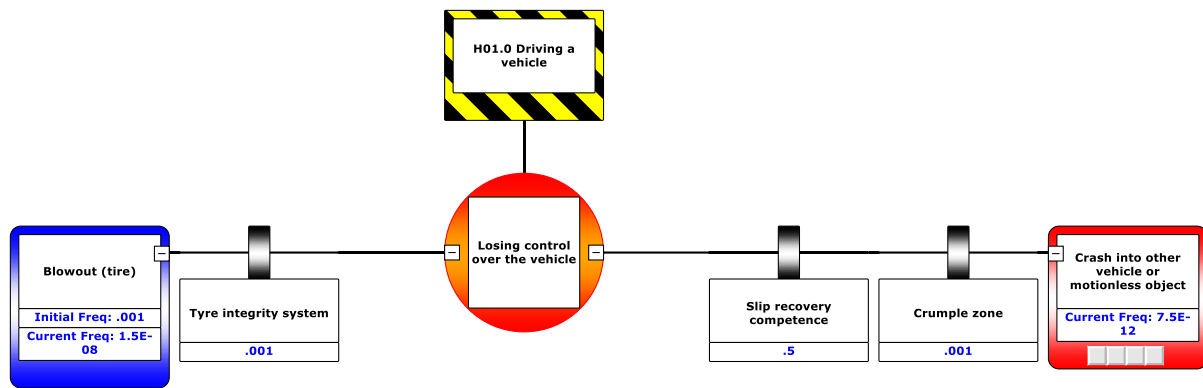 H01.0 Driving a
vehicle
Blowout (tire)
Initial Freq: .001
Current Freq: 1.5E-
08
Tyre integrity system
.001
Losing control
over the vehicle
Slip recovery
competence
.5
Crumple zone
.001
Crash into other
vehicle or
motionless object
Current Freq: 7.5E-
12